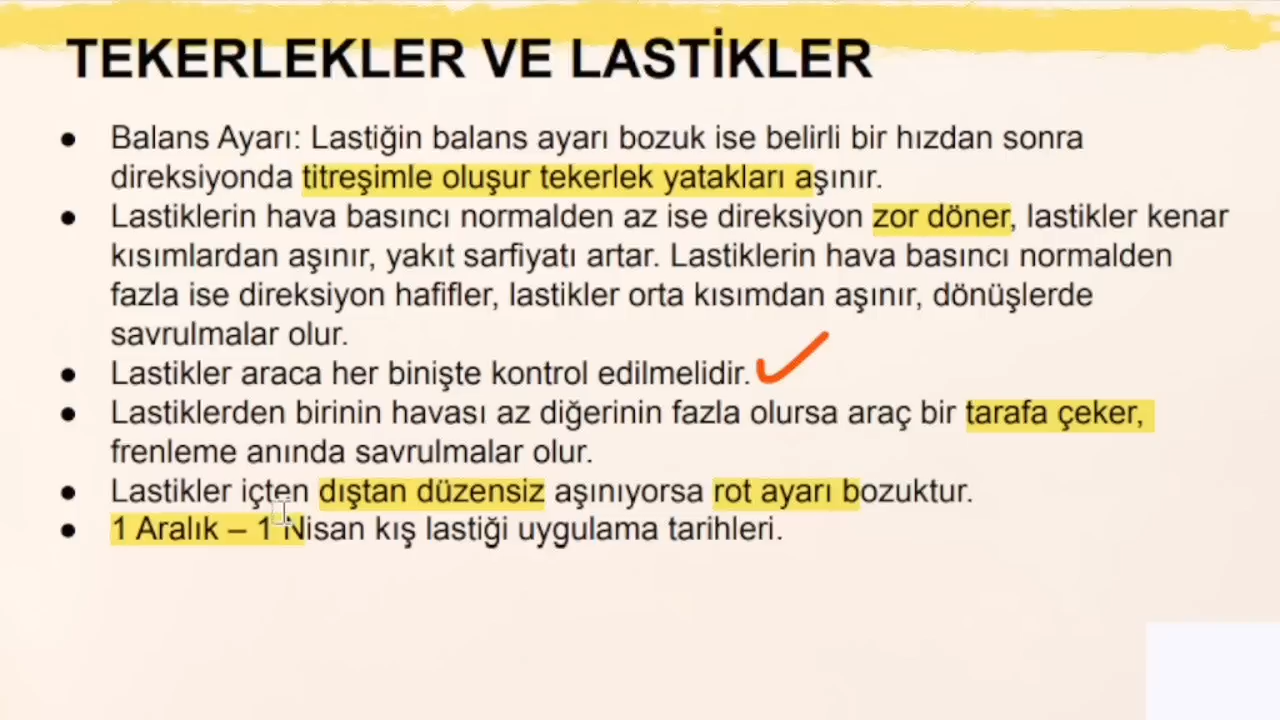 TEKERLEKLER VE LASTİKLER
● Balans Ayarı: Lastiğin balans ayarı bozuk ise belirli bir hızdan sonra
direksiyonda titreşimle oluşur tekerlek yatakları aşınır.
● Lastiklerin hava basıncı normalden az ise direksiyon zor döner, lastikler kenar
kısımlardan aşınır, yakıt sarfiyatı artar. Lastiklerin hava basıncı normalden
fazla ise direksiyon hafifler, lastikler orta kısımdan aşınır, dönüşlerde
savrulmalar olur.
● Lastikler araca her binişte kontrol edilmelidir.
● Lastiklerden birinin havası az diğerinin fazla olursa araç bir tarafa çeker,
frenleme anında savrulmalar olur.
● Lastikler içten dıştan düzensiz aşınıyorsa rot ayarı bozuktur.
● 1 Aralık – 1 Nisan kış lastiği uygulama tarihleri.